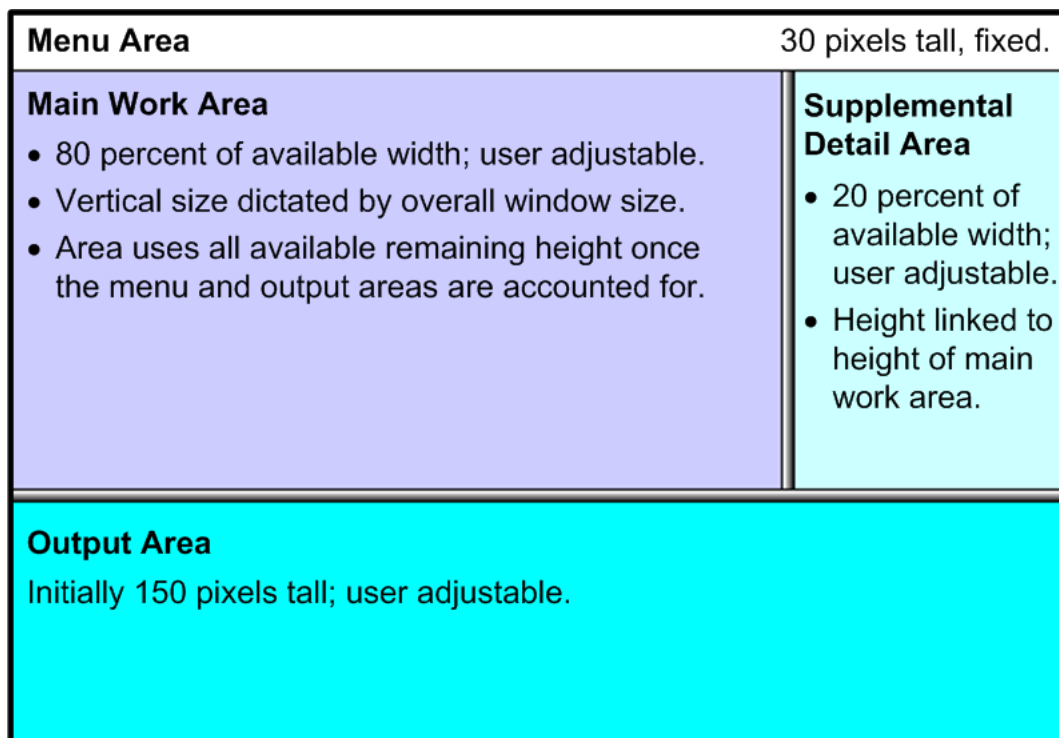 Menu Area 30 pixels tall, fixed.
Main Work Area
• 80 percent of available width; user adjustable.
• Vertical size dictated by overall window size.
• Area uses all available remaining height once
the menu and output areas are accounted for.
Supplemental
Detail Area
• 20 percent of
available width;
user adjustable.
• Height linked to
height of main
work area.
Output Area
Initially 150 pixels tall; user adjustable.